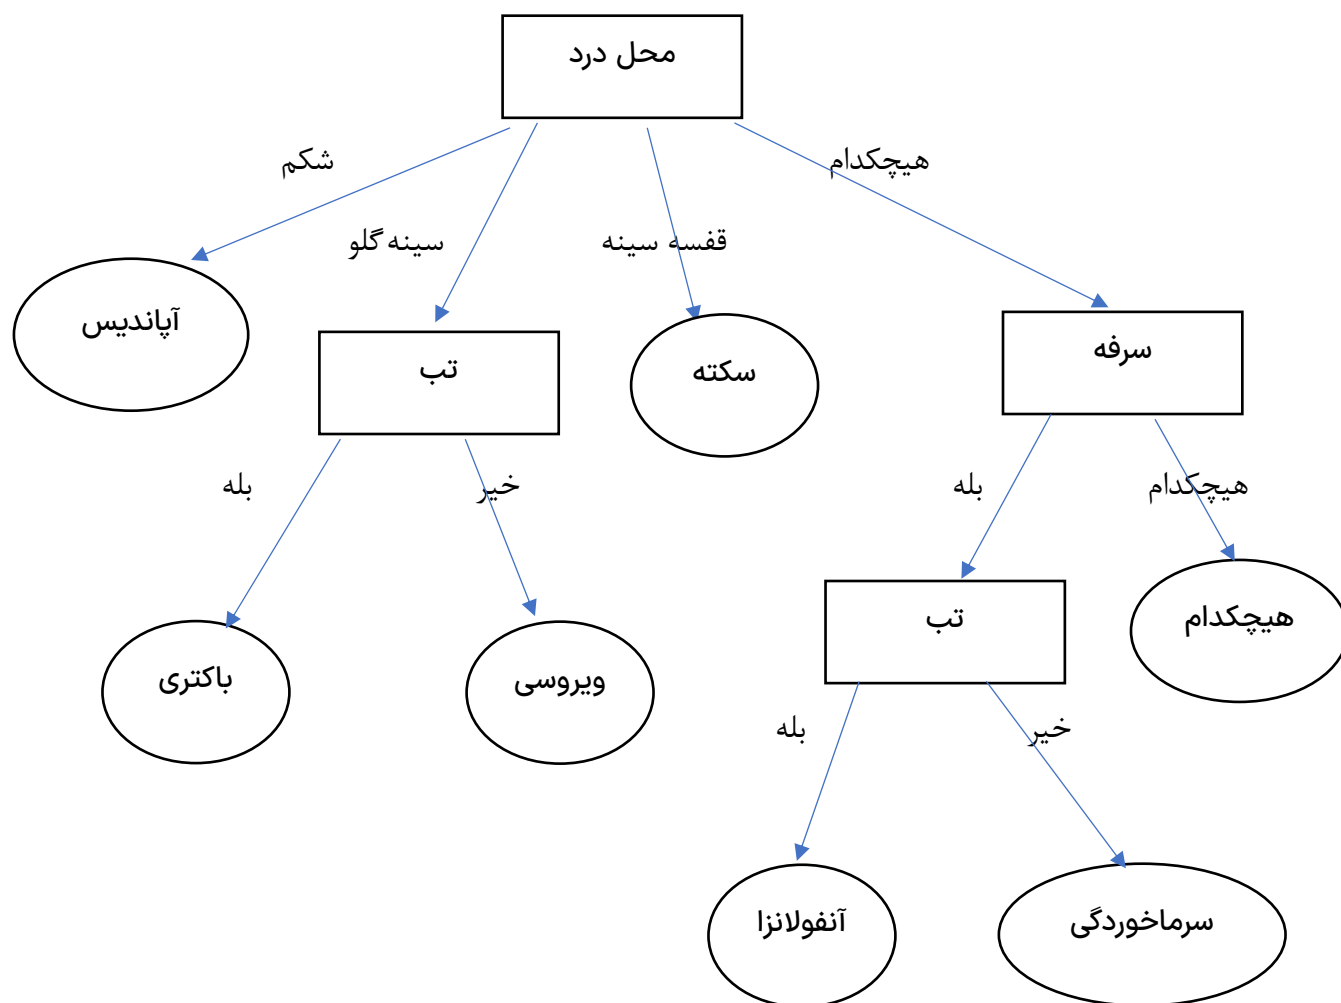 محل درد
شکم
هیچکدام
سینه گلو
قفسه سینه
آپاندیس
تب
سکته
سرفه
بله
خیر
بله
هیچکدام
باکتری
ویروسی
تب
هیچکدام
بله
خیر
آنفولانزا
سرماخوردگی